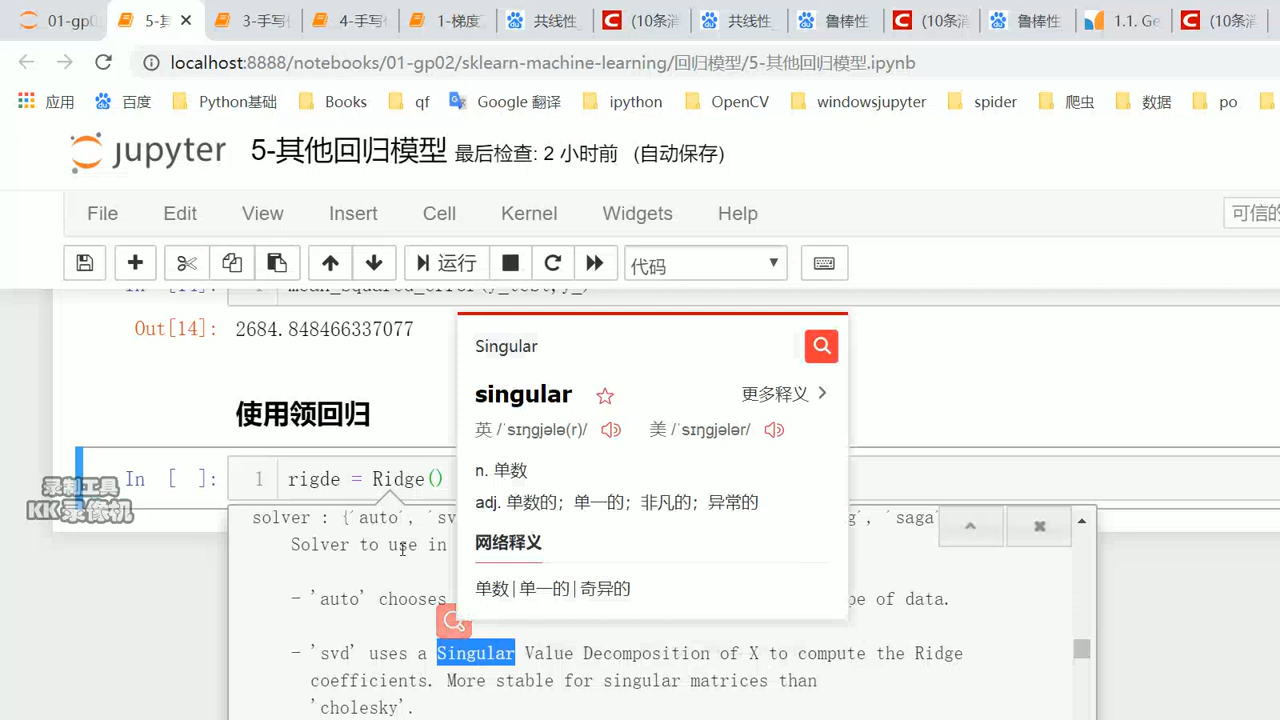 01-gp0 5-其 3-手写 4-手写 1-梯度 共线性 (10条消 共线性 鲁棒性 (10条消 鲁棒性 1.1. Ge (10条消
localhost:8888/notebooks/01-gp02/sklearn-machine-learning/回归模型/5-其他回归模型.ipynb
应用 百度 Python基础 Books qf Google 翻译 ipython OpenCV windowsjupyter spider 爬虫 数据 po
jupyter 5-其他回归模型 最后检查: 2 小时前 (自动保存)
File Edit View Insert Cell Kernel Widgets Help 可信的
运行 代码
In [14]: 1 mean_squared_error(y_test,y_)
Out[14]: 2684.848466337077
Singular
singular 更多释义
英 /ˈsɪŋɡjələ(r)/ 美 /ˈsɪŋɡjələr/
n. 单数
adj. 单数的；单一的；非凡的；异常的
网络释义
单数|单一的|奇异的
使用领回归
In [ ]: 1 rigde = Ridge()
录制工具
KK录像机
solver : {'auto', 'sv g', 'saga'
Solver to use in
- 'auto' chooses pe of data.
- 'svd' uses a Singular Value Decomposition of X to compute the Ridge
coefficients. More stable for singular matrices than
'cholesky'.